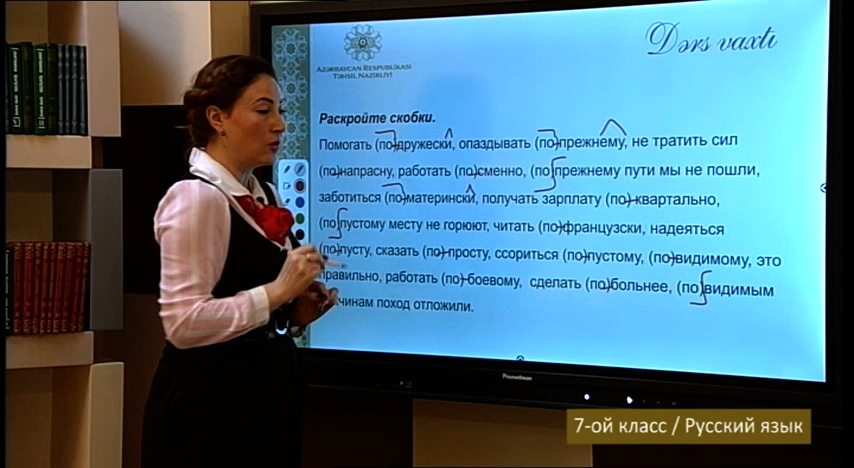 Dərs vaxtı
AZƏRBAYCAN RESPUBLİKASI
TƏHSİL NAZİRLİYİ
Раскройте скобки.
Помогать (по)дружески, опаздывать (по)прежнему, не тратить сил
(по)напрасну, работать (по)сменно, (по)прежнему пути мы не пошли,
заботиться (по)матерински, получать зарплату (по)-квартально,
(по)пустому месту не горюют, читать (по)французски, надеяться
(по)пусту, сказать (по)-просту, ссориться (по)пустому, (по)видимому, это
правильно, работать (по)-боевому, сделать (по)больнее, (по)видимым
чинам поход отложили.
Promethean
7-ой класс / Русский язык